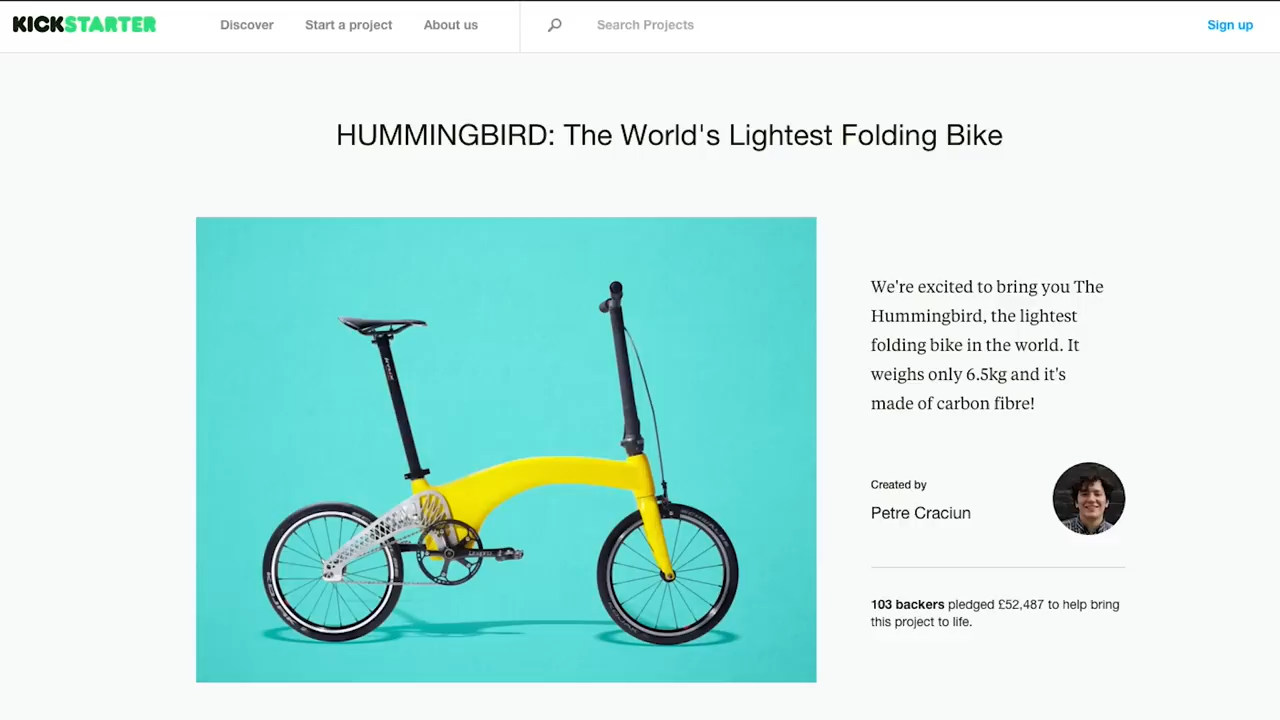 KICKSTARTER
Discover
Start a project
About us
Search Projects
Sign up
HUMMINGBIRD: The World's Lightest Folding Bike
We're excited to bring you The
Hummingbird, the lightest
folding bike in the world. It
weighs only 6.5kg and it's
made of carbon fibre!
Created by
Petre Craciun
103 backers pledged £52,487 to help bring
this project to life.